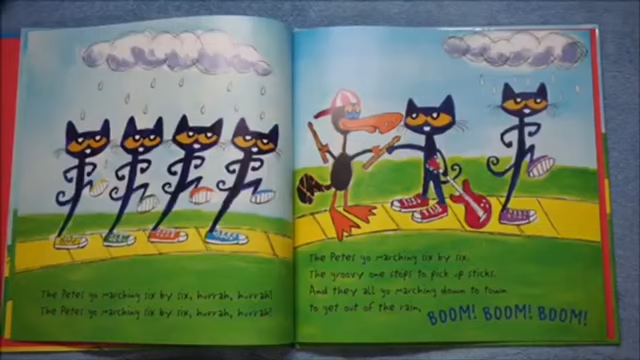 The Petes go marching six by six, hurrah, hurrah!
The Petes go marching six by six, hurrah, hurrah!
The Petes go marching six by six.
The groovy one stops to pick up sticks.
And they all go marching down to town
to get out of the rain,
BOOM! BOOM! BOOM!